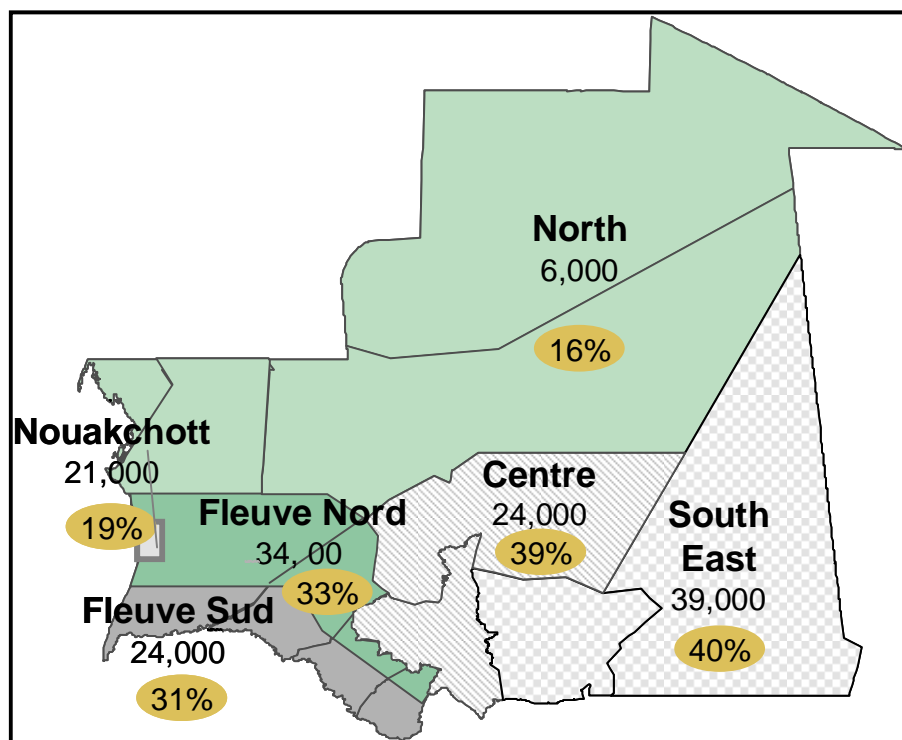 North
6,000
16%
Nouakchott
21,000
19%
Fleuve Nord
34, 00
33%
Centre
24,000
39%
South
East
39,000
40%
Fleuve Sud
24,000
31%